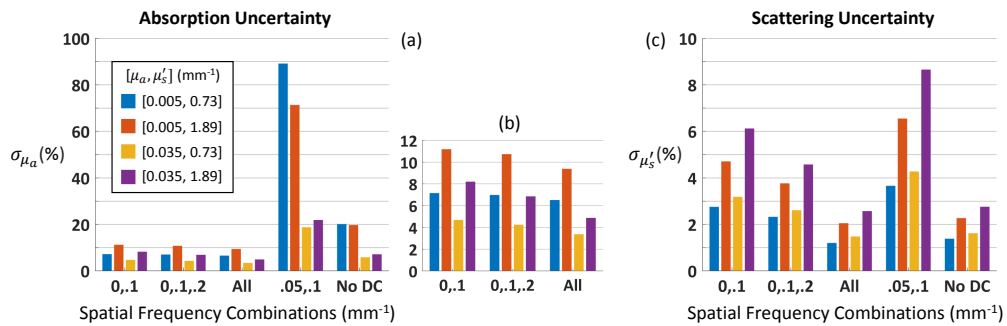 Absorption Uncertainty
(a)
100
80
60
40
20
0
σμₐ(%)
[μₐ, μ′ₛ] (mm⁻¹)
[0.005, 0.73]
[0.005, 1.89]
[0.035, 0.73]
[0.035, 1.89]
0,.1 0,.1,.2 All .05,.1 No DC
Spatial Frequency Combinations (mm⁻¹)
(b)
12
10
8
6
4
2
0
0,.1 0,.1,.2 All
Scattering Uncertainty
(c)
10
8
6
4
2
0
σμ′ₛ(%)
0,.1 0,.1,.2 All .05,.1 No DC
Spatial Frequency Combinations (mm⁻¹)